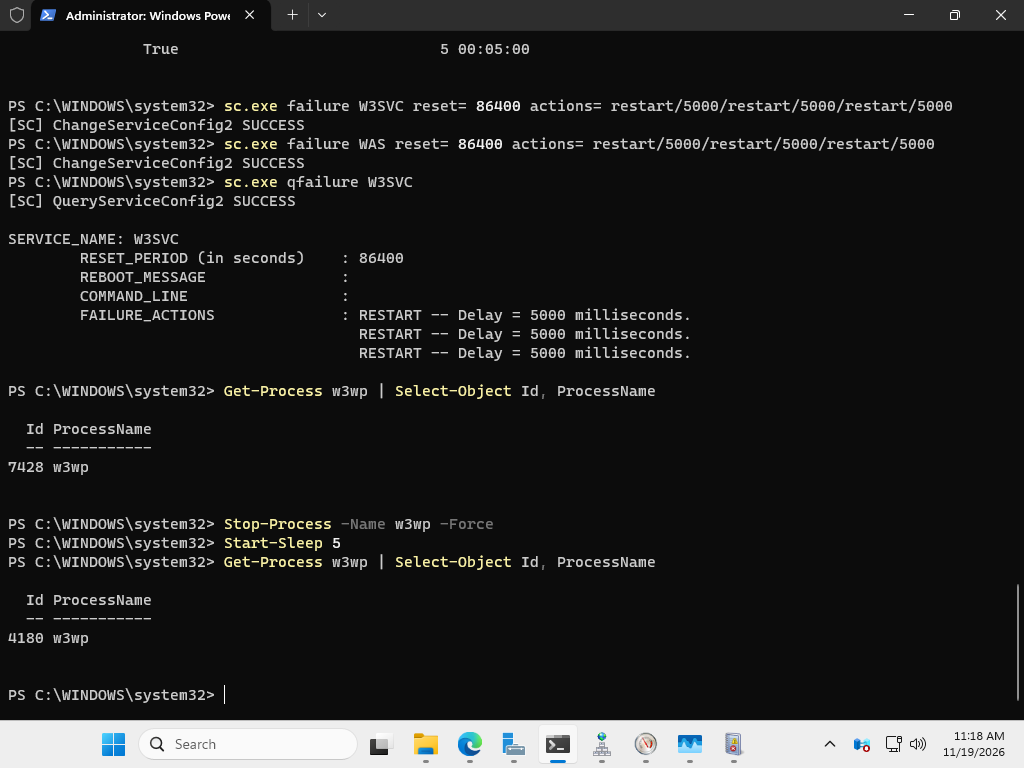 Administrator: Windows Powe
True 5 00:05:00
PS C:\WINDOWS\system32> sc.exe failure W3SVC reset= 86400 actions= restart/5000/restart/5000/restart/5000
[SC] ChangeServiceConfig2 SUCCESS
PS C:\WINDOWS\system32> sc.exe failure WAS reset= 86400 actions= restart/5000/restart/5000/restart/5000
[SC] ChangeServiceConfig2 SUCCESS
PS C:\WINDOWS\system32> sc.exe qfailure W3SVC
[SC] QueryServiceConfig2 SUCCESS
SERVICE_NAME: W3SVC
RESET_PERIOD (in seconds) : 86400
REBOOT_MESSAGE :
COMMAND_LINE :
FAILURE_ACTIONS : RESTART -- Delay = 5000 milliseconds.
RESTART -- Delay = 5000 milliseconds.
RESTART -- Delay = 5000 milliseconds.
PS C:\WINDOWS\system32> Get-Process w3wp | Select-Object Id, ProcessName
Id ProcessName
-- -----------
7428 w3wp
PS C:\WINDOWS\system32> Stop-Process -Name w3wp -Force
PS C:\WINDOWS\system32> Start-Sleep 5
PS C:\WINDOWS\system32> Get-Process w3wp | Select-Object Id, ProcessName
Id ProcessName
-- -----------
4180 w3wp
PS C:\WINDOWS\system32>
Search
11:18 AM
11/19/2026